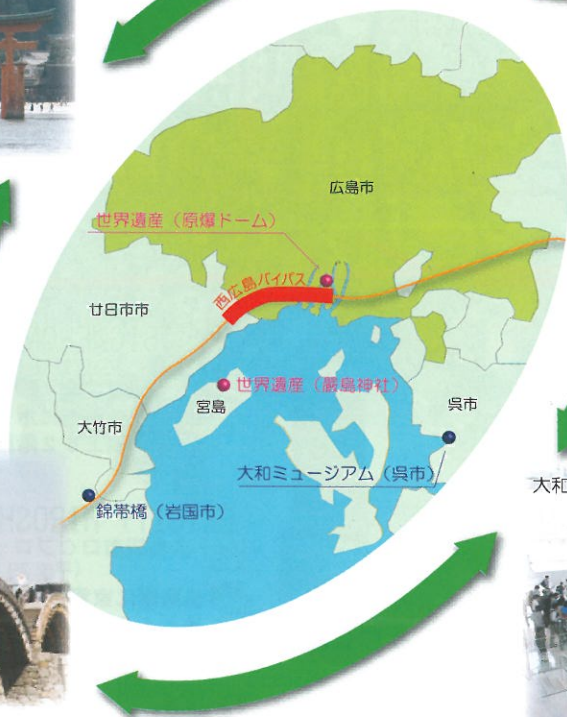 広島市
世界遺産（原爆ドーム）
西広島バイパス
廿日市市
世界遺産（厳島神社）
宮島
呉市
大竹市
大和ミュージアム（呉市）
大和
錦帯橋（岩国市）